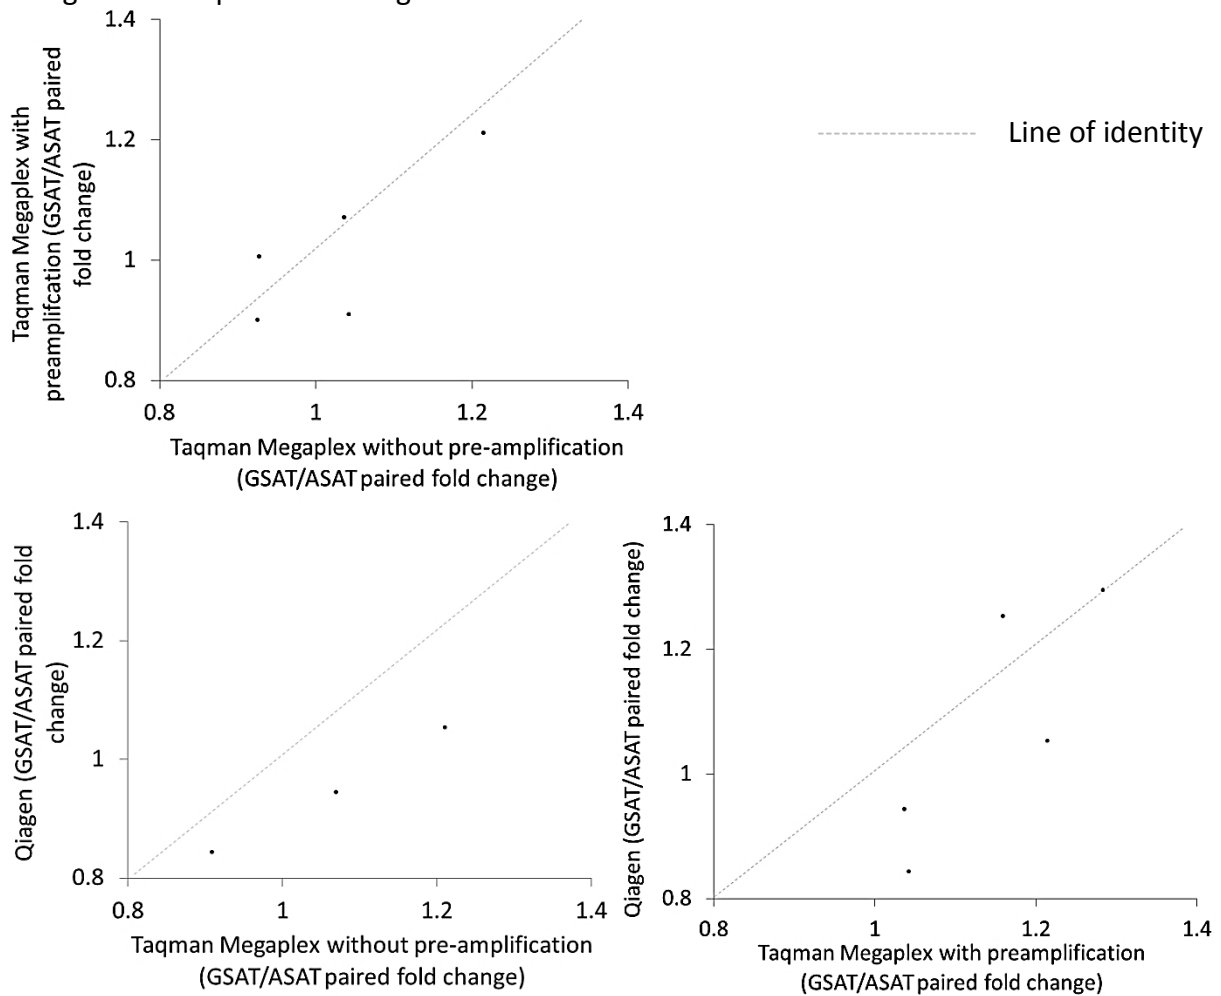 1.4
1.2
1
0.8
0.8
1
1.2
1.4
Taqman Megaplex with
preamplifcation (GSAT/ASAT paired
fold change)
Taqman Megaplex without pre-amplification
(GSAT/ASAT paired fold change)
Line of identity
1.4
1.2
1
0.8
0.8
1
1.2
1.4
Qiagen (GSAT/ASAT paired fold
change)
Taqman Megaplex without pre-amplification
(GSAT/ASAT paired fold change)
1.4
1.2
1
0.8
0.8
1
1.2
1.4
Qiagen (GSAT/ASAT paired fold change)
Taqman Megaplex with preamplification
(GSAT/ASAT paired fold change)